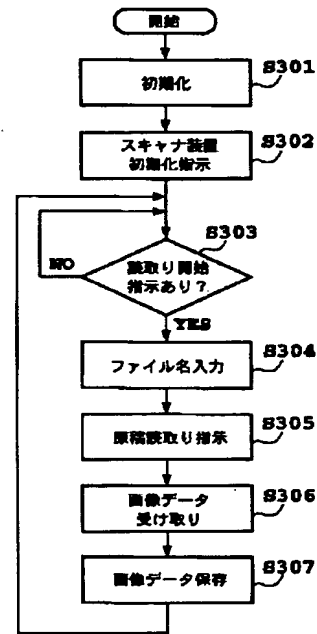 開始
初期化
S301
スキャナ装置
初期化指示
S302
S303
読取り開始
指示あり？
NO
YES
ファイル名入力
S304
原稿読取り指示
S305
画像データ
受け取り
S306
画像データ保存
S307